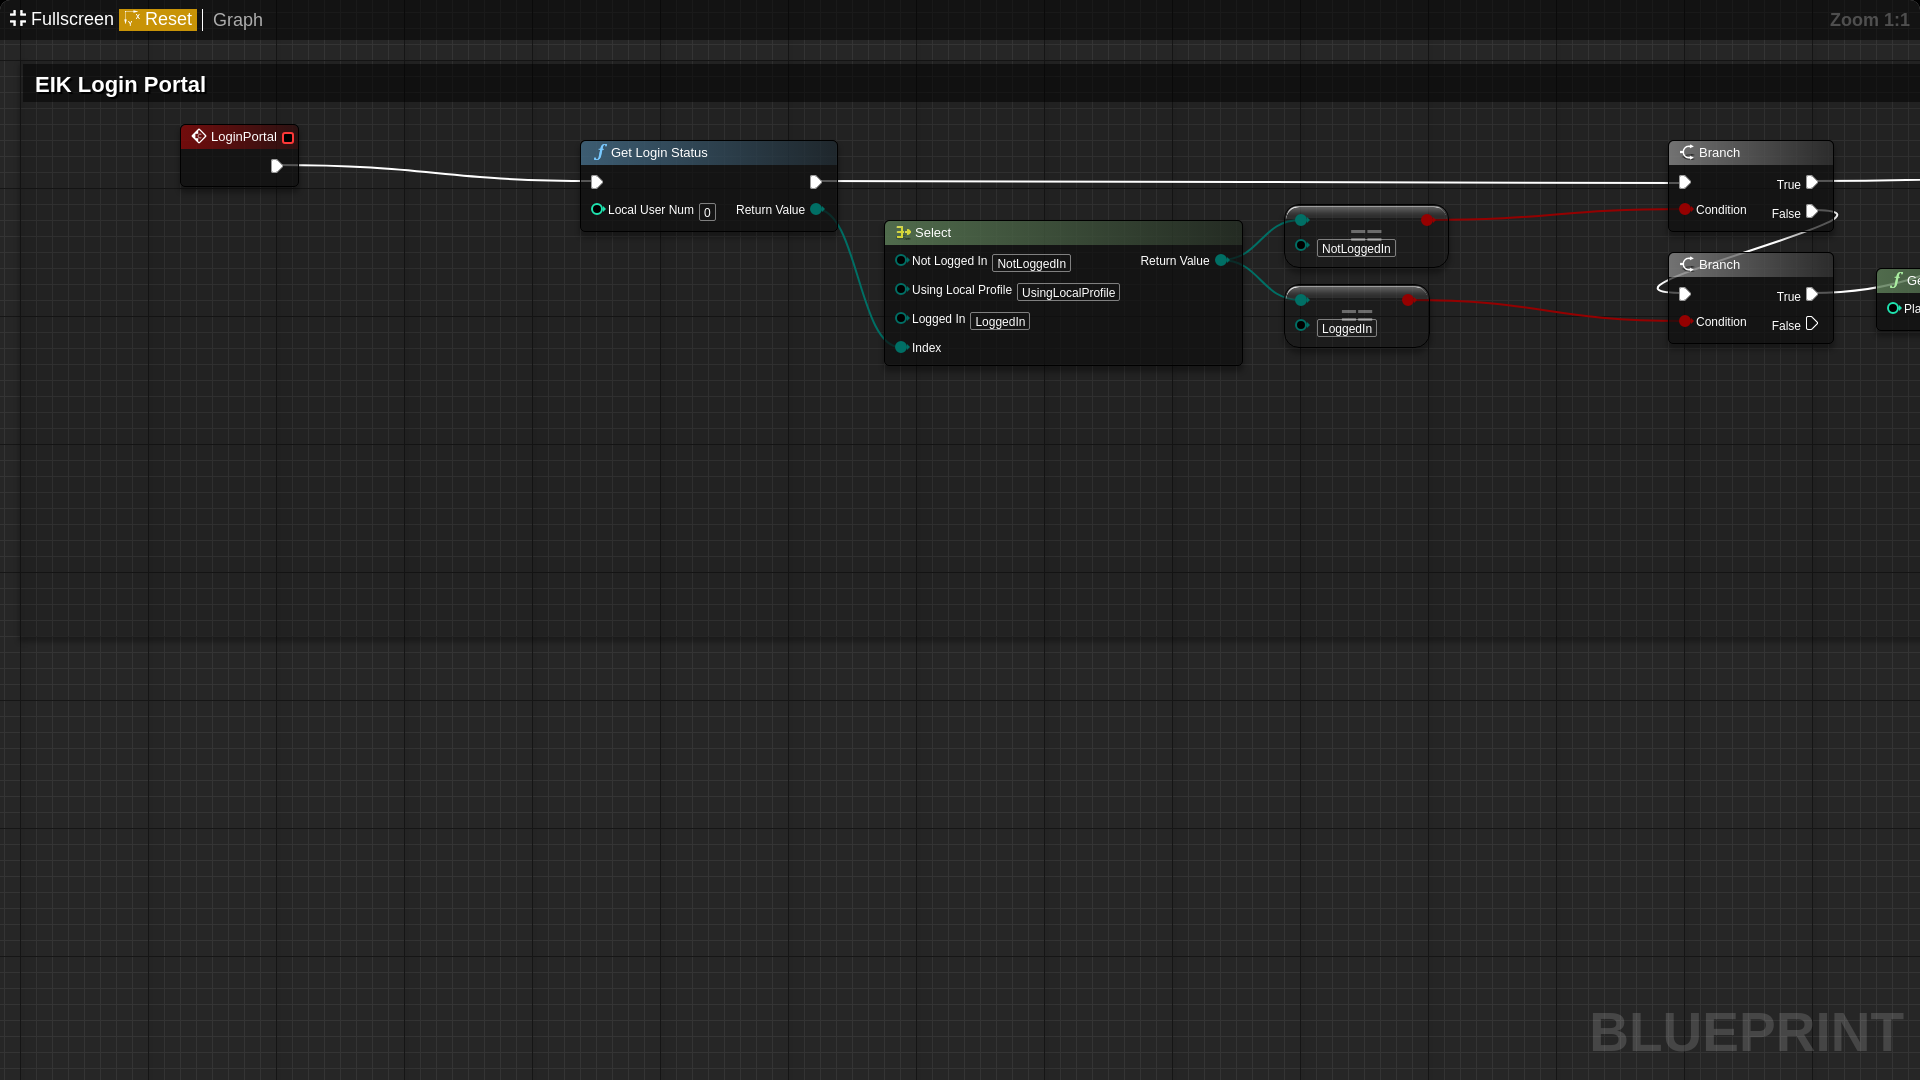 Fullscreen Reset Graph Zoom 1:1
EIK Login Portal
LoginPortal
Get Login Status
Local User Num 0 Return Value
Select
Not Logged In NotLoggedIn Return Value
Using Local Profile UsingLocalProfile
Logged In LoggedIn
Index
==
NotLoggedIn
==
LoggedIn
Branch
True
Condition False
Branch
True
Condition False
BLUEPRINT